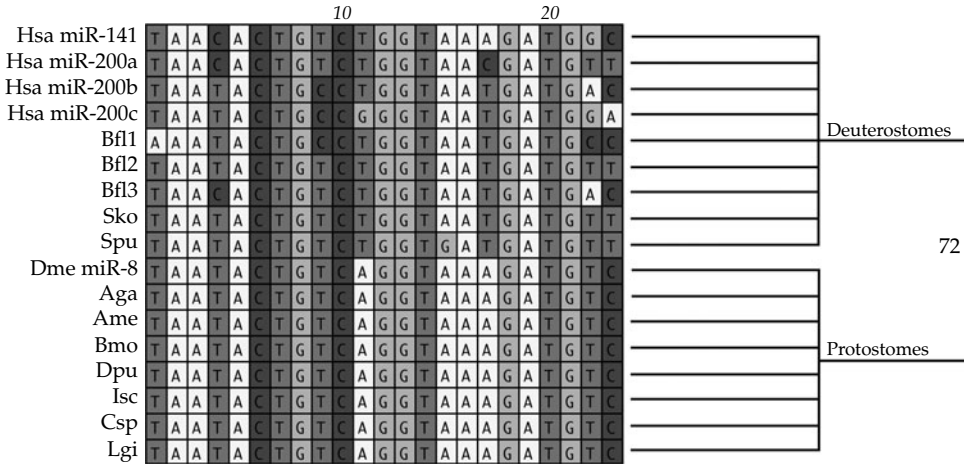 10 20
Hsa miR-141 T A A C A C T G T C T G G T A A A G A T G G C
Hsa miR-200a T A A C A C T G T C T G G T A A C G A T G T T
Hsa miR-200b T A A T A C T G C C T G G T A A T G A T G A C
Hsa miR-200c T A A T A C T G C C G G G T A A T G A T G G A
Bfl1 A A A T A C T G C C T G G T A A T G A T G C C
Deuterostomes
Bfl2 T A A T A C T G T C T G G T A A T G A T G T T
Bfl3 T A A C A C T G T C T G G T A A T G A T G A C
Sko T A A T A C T G T C T G G T A A T G A T G T T
Spu T A A T A C T G T C T G G T G A T G A T G T T
72
Dme miR-8 T A A T A C T G T C A G G T A A A G A T G T C
Aga T A A T A C T G T C A G G T A A A G A T G T C
Ame T A A T A C T G T C A G G T A A A G A T G T C
Bmo T A A T A C T G T C A G G T A A A G A T G T C
Protostomes
Dpu T A A T A C T G T C A G G T A A A G A T G T C
Isc T A A T A C T G T C A G G T A A A G A T G T C
Csp T A A T A C T G T C A G G T A A A G A T G T C
Lgi T A A T A C T G T C A G G T A A A G A T G T C